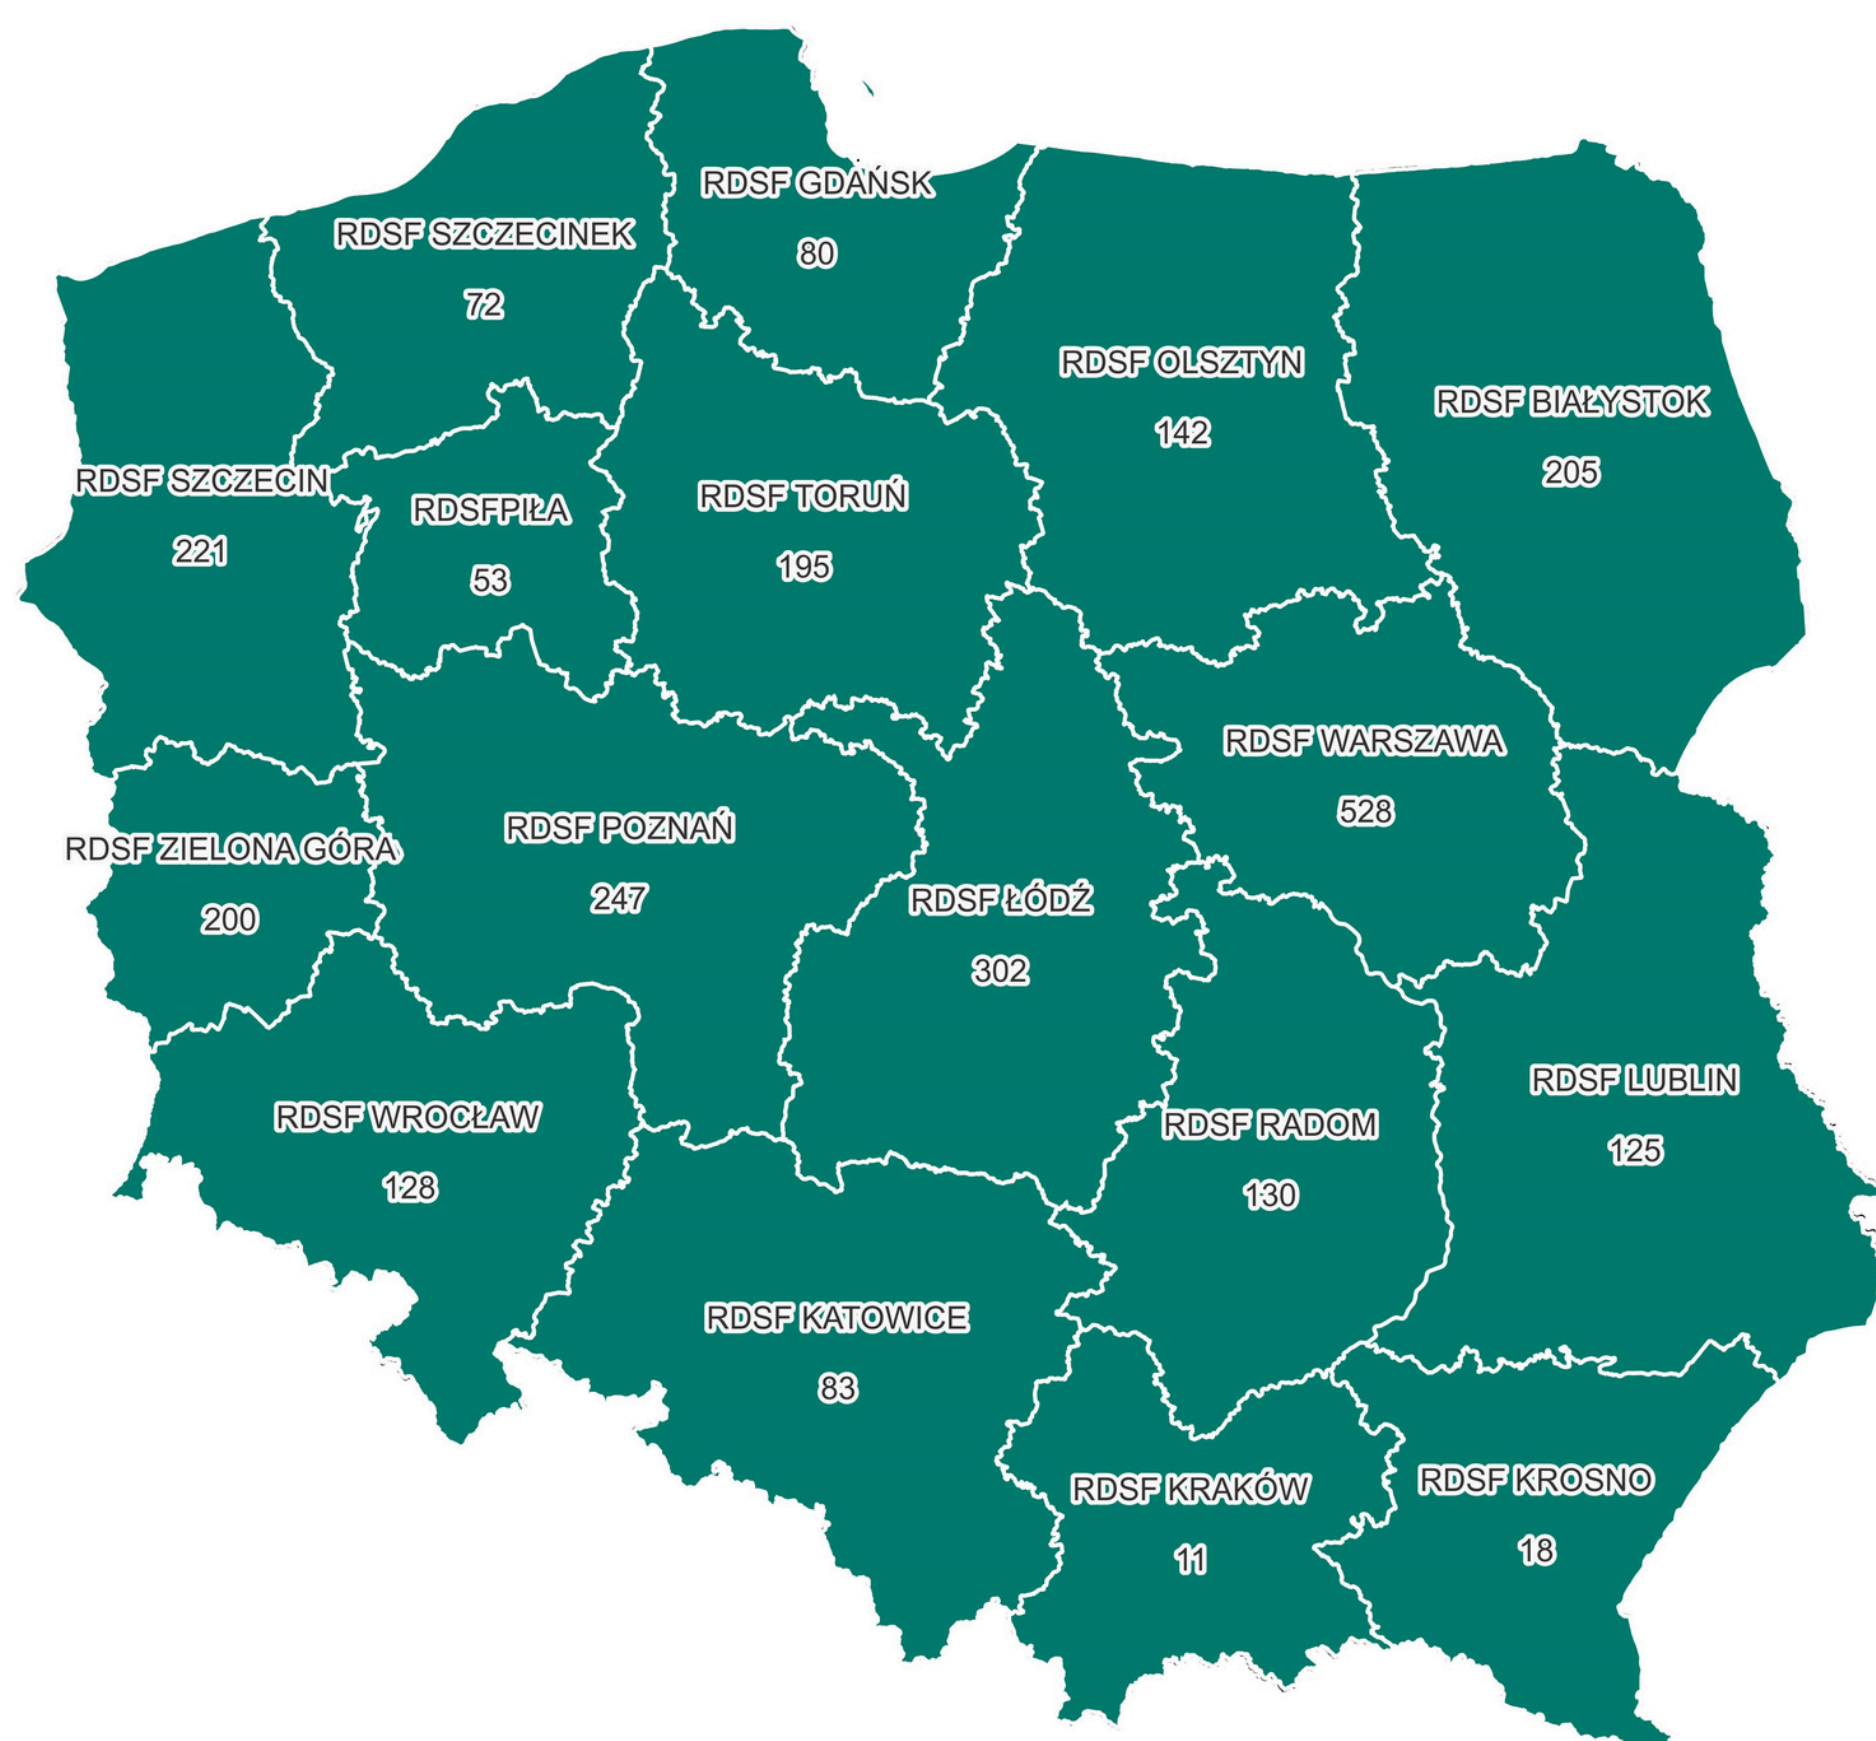 RDSF GDAŃSK
80
RDSF SZCZECINEK
72
RDSF OLSZTYN
142
RDSF BIAŁYSTOK
205
RDSF SZCZECIN
221
RDSFPIŁA
53
RDSF TORUŃ
195
RDSF WARSZAWA
528
RDSF ZIELONA GÓRA
200
RDSF POZNAŃ
247
RDSF ŁÓDŹ
302
RDSF LUBLIN
125
RDSF WROCŁAW
128
RDSF RADOM
130
RDSF KATOWICE
83
RDSF KRAKÓW
11
RDSF KROSNO
18